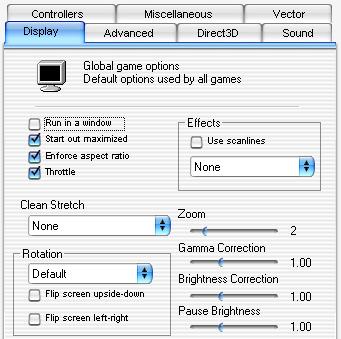 Controllers Miscellaneous Vector
Display Advanced Direct3D Sound
Global game options
Default options used by all games
Run in a window
Start out maximized
Enforce aspect ratio
Throttle
Effects
Use scanlines
None
Clean Stretch
None
Rotation
Default
Flip screen upside-down
Flip screen left-right
Zoom
2
Gamma Correction
1.00
Brightness Correction
1.00
Pause Brightness
1.00